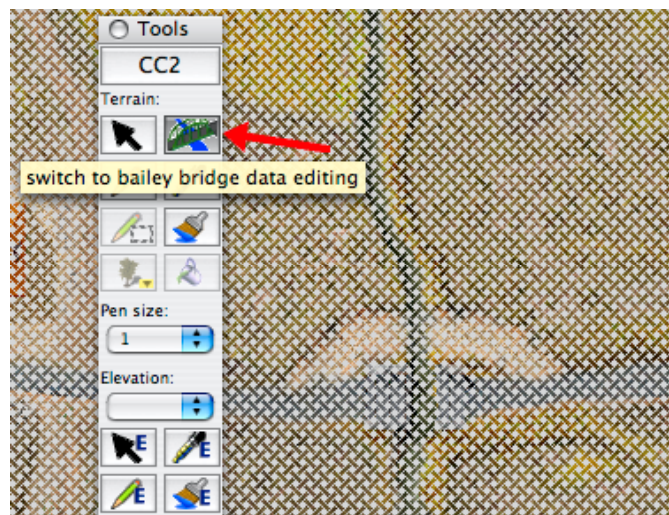 Tools
CC2
Terrain:
switch to bailey bridge data editing
Pen size:
1
Elevation:
E
E
E
E